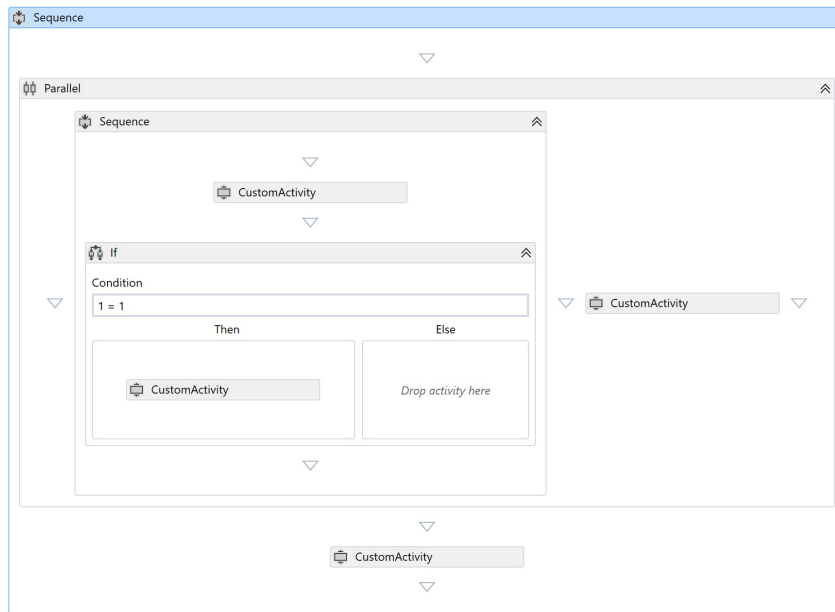 Sequence
Parallel
Sequence
CustomActivity
If
Condition
1 = 1
Then
Else
CustomActivity
Drop activity here
CustomActivity
CustomActivity